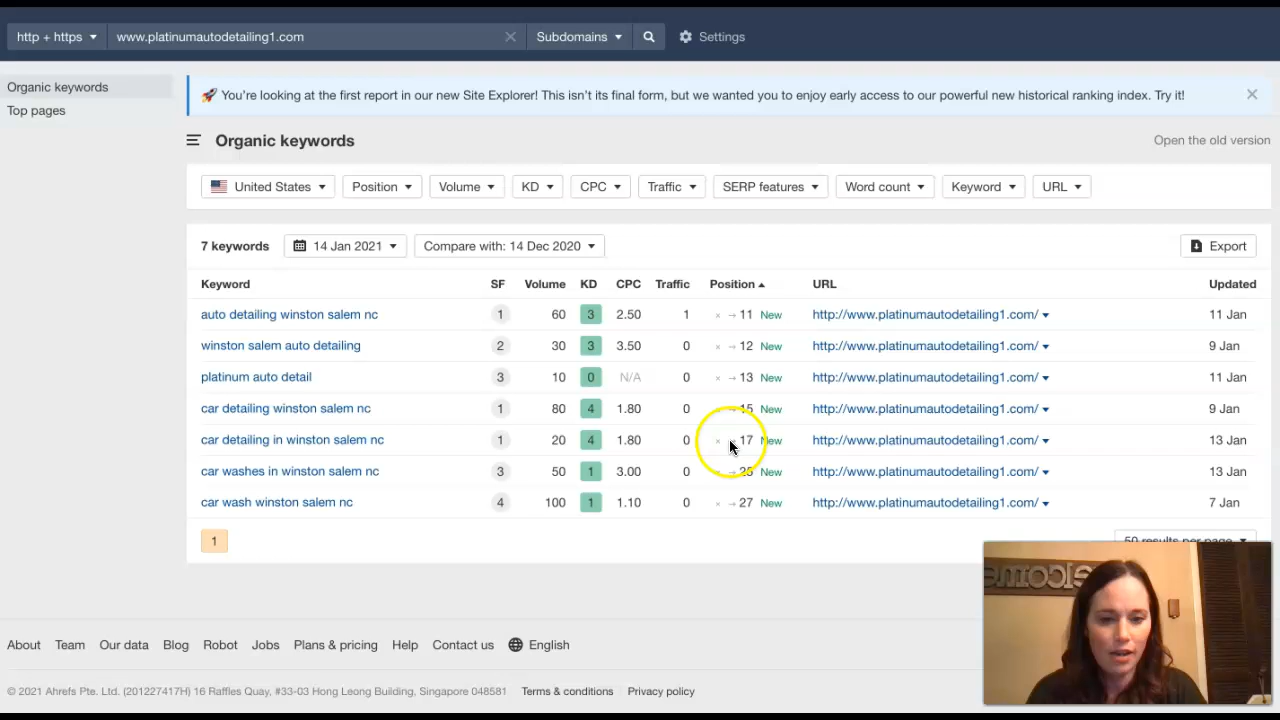 http + https www.platinumautodetailing1.com Subdomains Settings
Organic keywords
Top pages
You're looking at the first report in our new Site Explorer! This isn't its final form, but we wanted you to enjoy early access to our powerful new historical ranking index. Try it!
Organic keywords Open the old version
United States Position Volume KD CPC Traffic SERP features Word count Keyword URL
7 keywords 14 Jan 2021 Compare with: 14 Dec 2020 Export
Keyword SF Volume KD CPC Traffic Position URL Updated
auto detailing winston salem nc 1 60 3 2.50 1 × → 11 New http://www.platinumautodetailing1.com/ 11 Jan
winston salem auto detailing 2 30 3 3.50 0 × → 12 New http://www.platinumautodetailing1.com/ 9 Jan
platinum auto detail 3 10 0 N/A 0 × → 13 New http://www.platinumautodetailing1.com/ 11 Jan
car detailing winston salem nc 1 80 4 1.80 0 × → 15 New http://www.platinumautodetailing1.com/ 9 Jan
car detailing in winston salem nc 1 20 4 1.80 0 × 17 New http://www.platinumautodetailing1.com/ 13 Jan
car washes in winston salem nc 3 50 1 3.00 0 × → New http://www.platinumautodetailing1.com/ 13 Jan
car wash winston salem nc 4 100 1 1.10 0 × → 27 New http://www.platinumautodetailing1.com/ 7 Jan
1 50 results per page
welcome
About Team Our data Blog Robot Jobs Plans & pricing Help Contact us English
© 2021 Ahrefs Pte. Ltd. (201227417H) 16 Raffles Quay, #33-03 Hong Leong Building, Singapore 048581 Terms & conditions Privacy policy